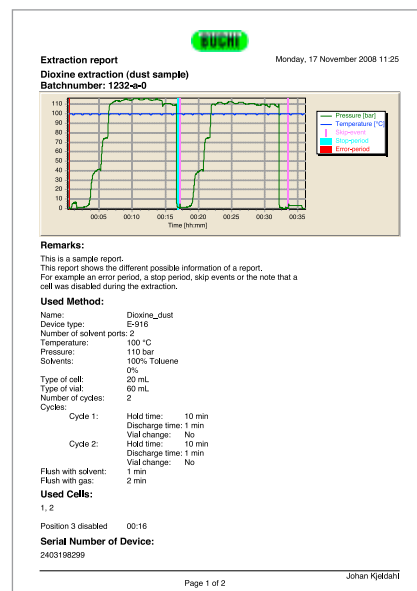 BUCHI
Extraction report
Monday, 17 November 2008 11:25
Dioxine extraction (dust sample)
Batchnumber: 1232-a-0
110
100
90
80
70
60
50
40
30
20
10
0
00:05 00:10 00:15 00:20 00:25 00:30 00:35
Time [hh:mm]
Pressure [bar]
Temperature [°C]
Skip-event
Stop-period
Error-period
Remarks:
This is a sample report.
This report shows the different possible information of a report.
For example an error period, a stop period, skip events or the note that a
cell was disabled during the extraction.
Used Method:
Name: Dioxine_dust
Device type: E-916
Number of solvent ports: 2
Temperature: 100 °C
Pressure: 110 bar
Solvents: 100% Toluene
0%
Type of cell: 20 mL
Type of vial: 60 mL
Number of cycles: 2
Cycles:
Cycle 1: Hold time: 10 min
Discharge time: 1 min
Vial change: No
Cycle 2: Hold time: 10 min
Discharge time: 1 min
Vial change: No
Flush with solvent: 1 min
Flush with gas: 2 min
Used Cells:
1, 2
Position 3 disabled 00:16
Serial Number of Device:
2403198299
Johan Kjeldahl
Page 1 of 2